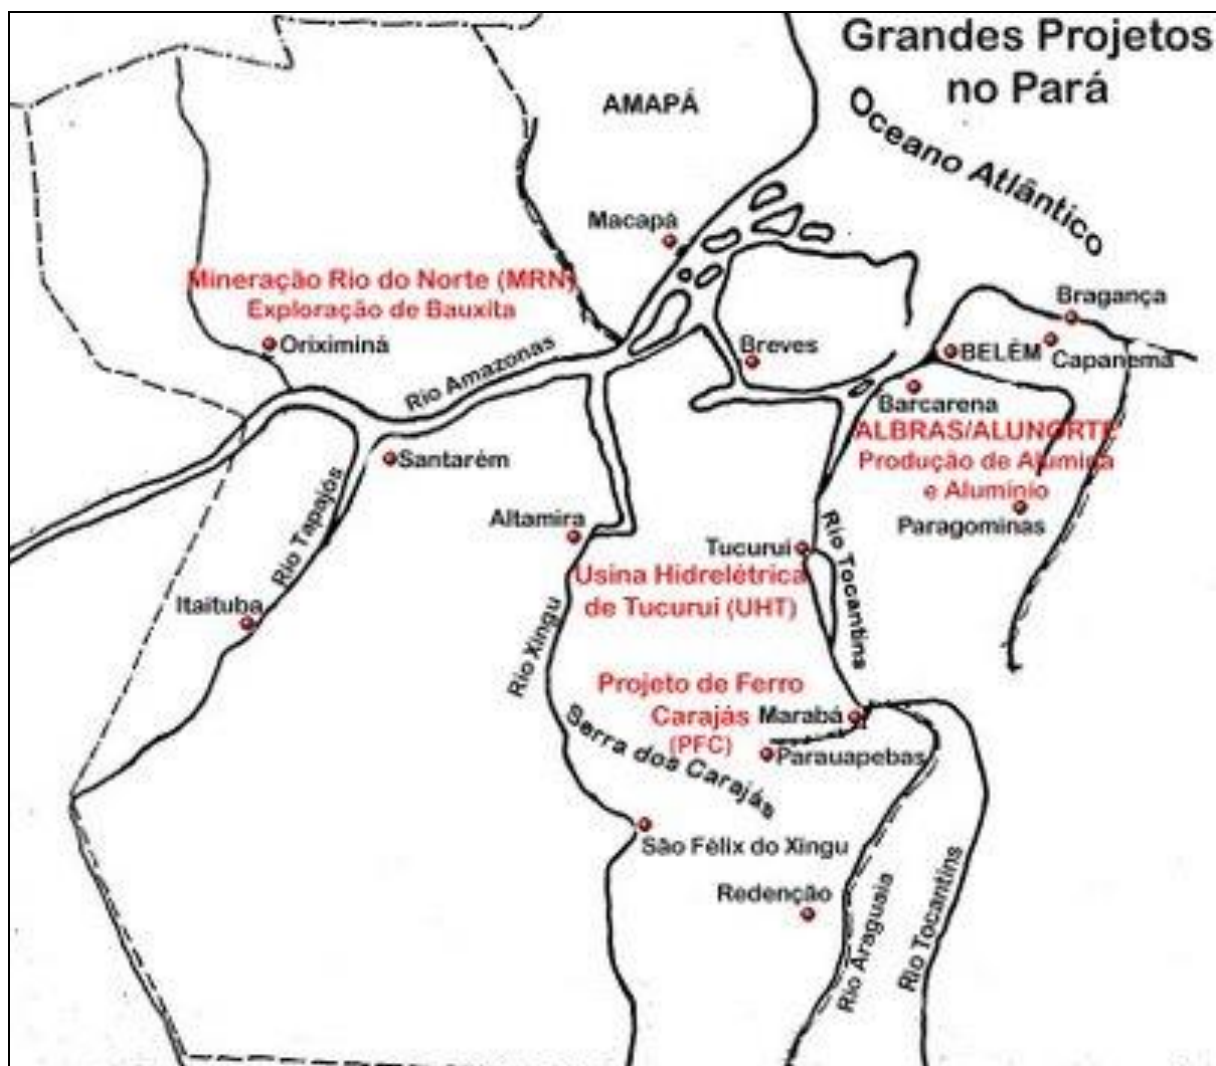 Grandes Projetos
no Pará
AMAPÁ
Oceano Atlântico
Macapá
Mineração Rio do Norte (MRN)
Exploração de Bauxita
Oriximiná
Bragança
Breves
BELÉM
Capanema
Rio Amazonas
Barcarena
ALBRAS/ALUNORTE
Produção de Alumina
e Alumínio
Paragominas
Santarém
Rio Tapajós
Altamira
Tucuruí
Rio Tocantins
Usina Hidrelétrica
de Tucuruí (UHT)
Itaituba
Rio Xingu
Projeto de Ferro
Carajás
(PFC)
Marabá
Parauapebas
Serra dos Carajás
São Félix do Xingu
Redenção
Rio Araguaia
Rio Tocantins